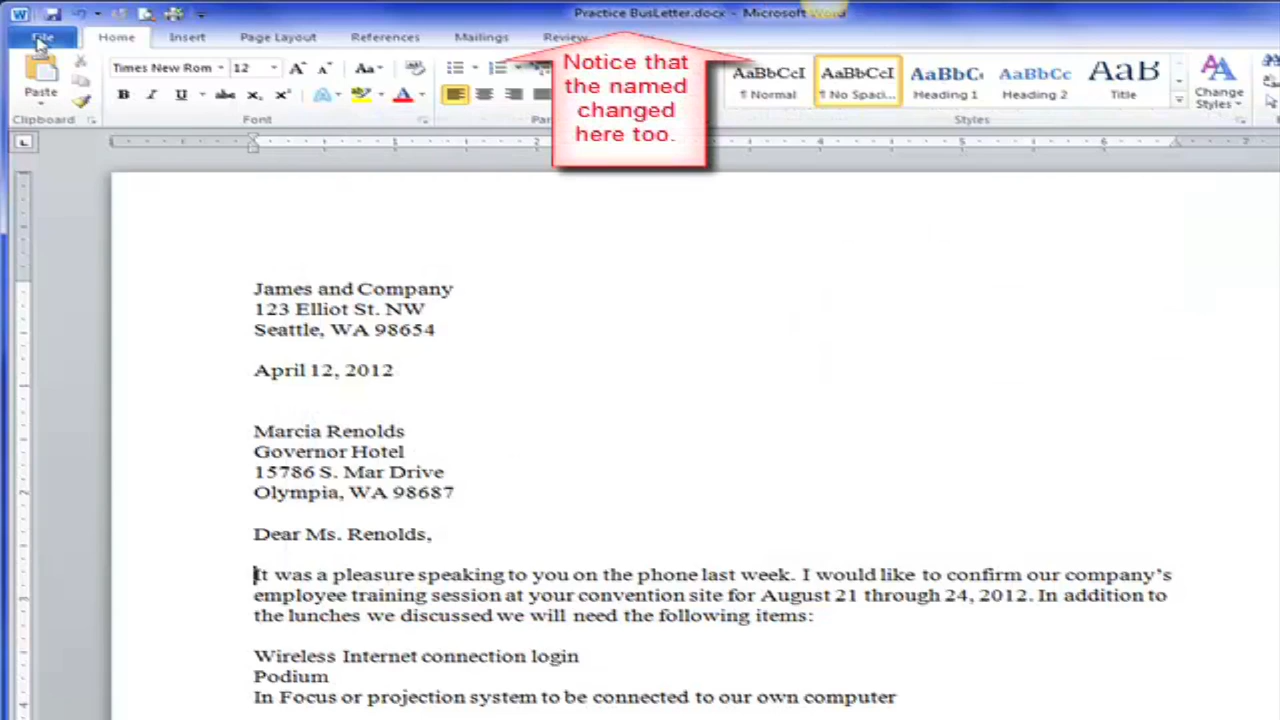 Practice BusLetter.docx - Microsoft Word
File Home Insert Page Layout References Mailings Review
Notice that
the named
changed
here too.
Times New Rom 12 Aa
Paste
B I U abc x x A
AaBbCcI AaBbCcI AaBbC AaBbCc AaB
¶ Normal ¶ No Spaci... Heading 1 Heading 2 Title
Change
Styles
Clipboard Font Styles
James and Company
123 Elliot St. NW
Seattle, WA 98654
April 12, 2012
Marcia Renolds
Governor Hotel
15786 S. Mar Drive
Olympia, WA 98687
Dear Ms. Renolds,
It was a pleasure speaking to you on the phone last week. I would like to confirm our company’s
employee training session at your convention site for August 21 through 24, 2012. In addition to
the lunches we discussed we will need the following items:
Wireless Internet connection login
Podium
In Focus or projection system to be connected to our own computer